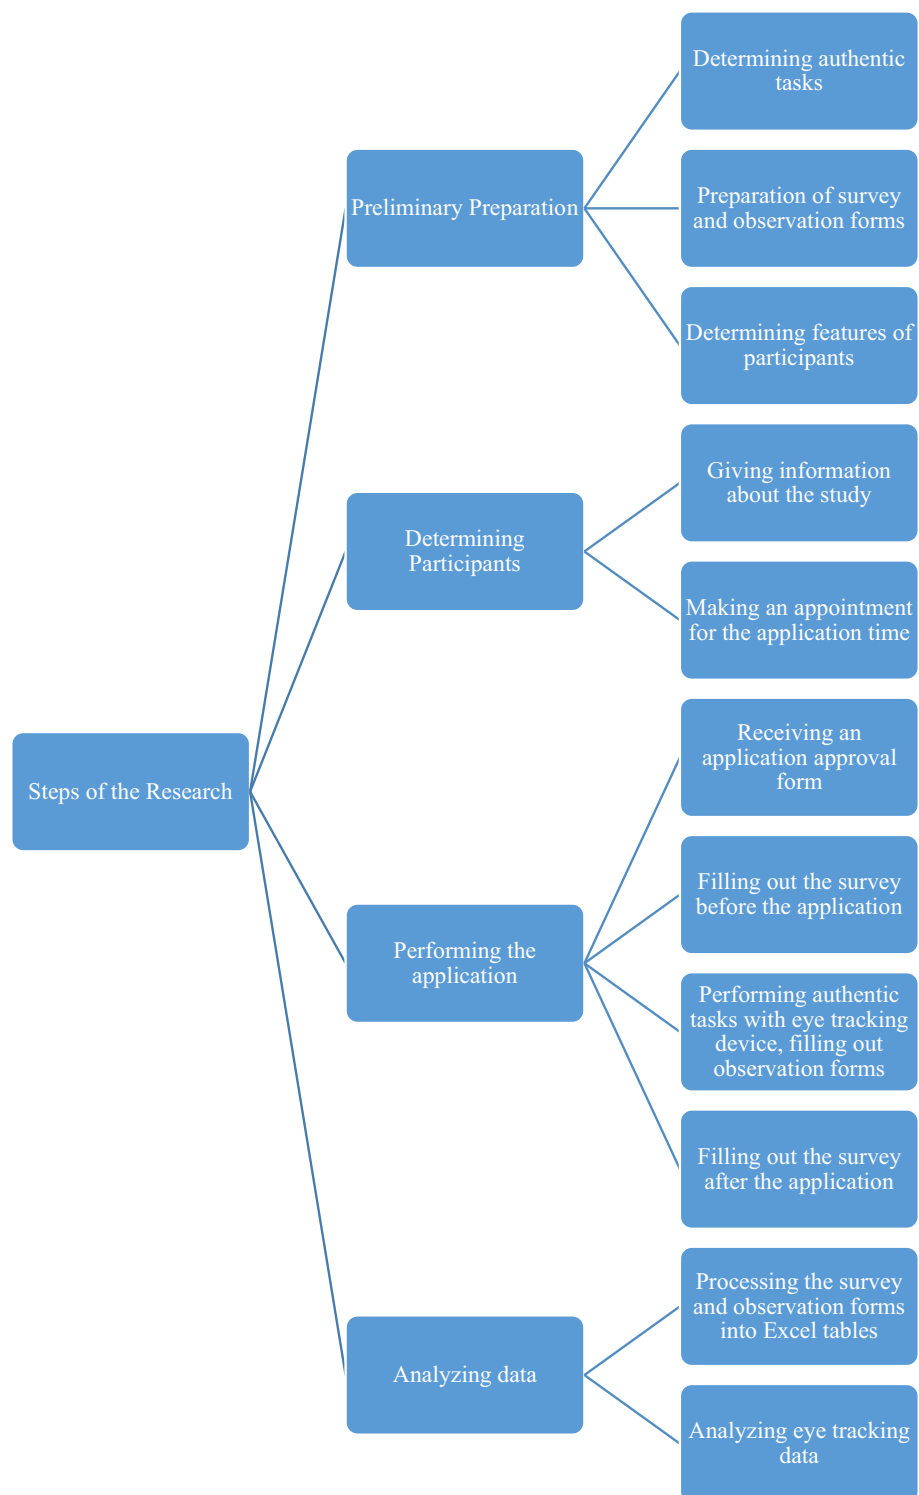 Steps of the Research
Preliminary Preparation
Determining authentic
tasks
Preparation of survey
and observation forms
Determining features of
participants
Determining
Participants
Giving information
about the study
Making an appointment
for the application time
Performing the
application
Receiving an
application approval
form
Filling out the survey
before the application
Performing authentic
tasks with eye tracking
device, filling out
observation forms
Filling out the survey
after the application
Analyzing data
Processing the survey
and observation forms
into Excel tables
Analyzing eye tracking
data